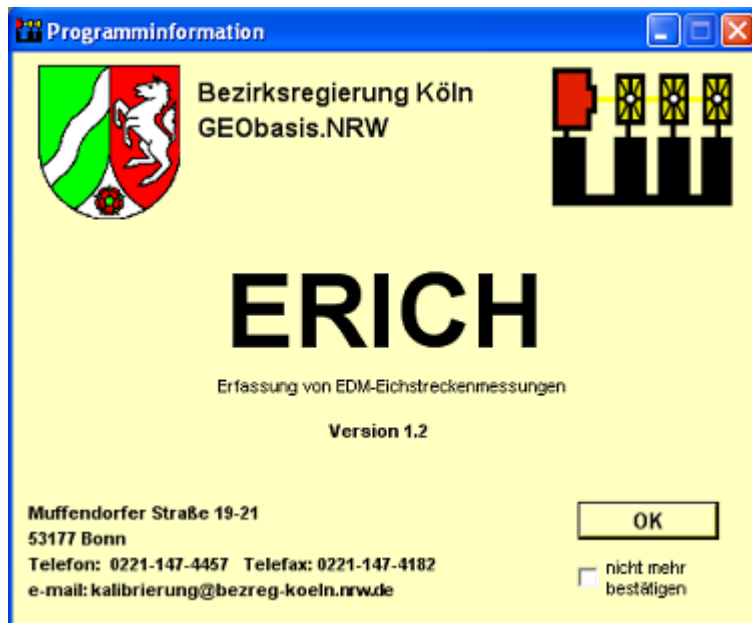 Programminformation
Bezirksregierung Köln
GEObasis.NRW
ERICH
Erfassung von EDM-Eichstreckenmessungen
Version 1.2
Muffendorfer Straße 19-21
53177 Bonn
Telefon: 0221-147-4457 Telefax: 0221-147-4182
e-mail: kalibrierung@bezreg-koeln.nrw.de
OK
nicht mehr
bestätigen